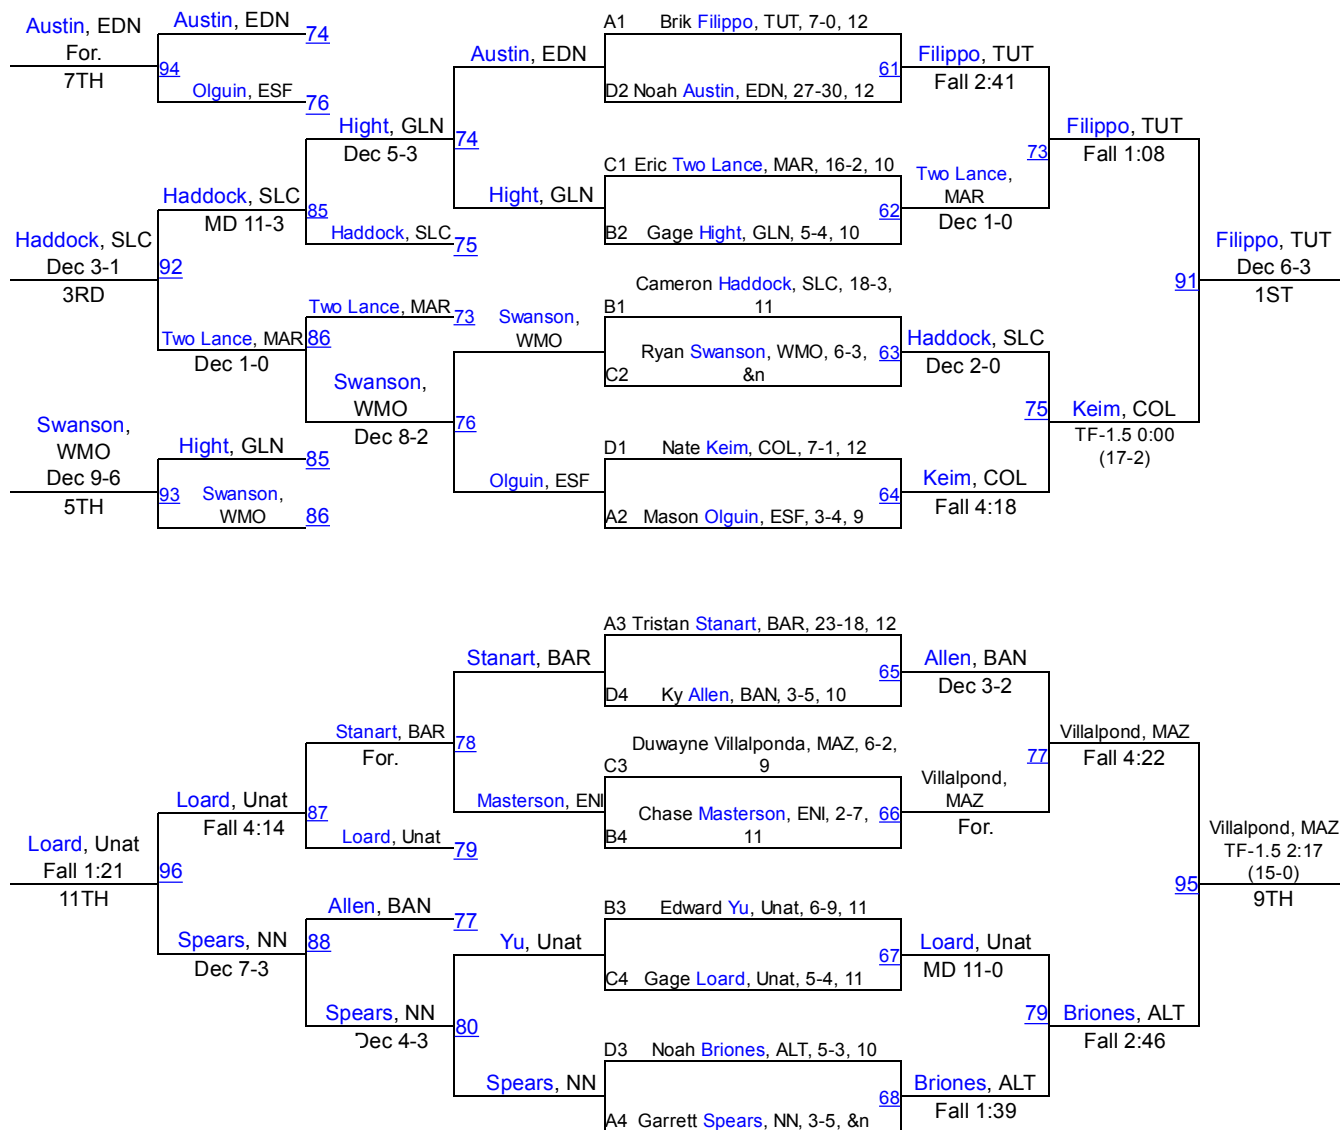 Austin, EDN
For.
7TH
Austin, EDN
74
94
Olguin, ESF
76
Hight, GLN
Dec 5-3
Austin, EDN
74
Hight, GLN
A1 Brik Filippo, TUT, 7-0, 12
61
D2 Noah Austin, EDN, 27-30, 12
Filippo, TUT
Fall 2:41
C1 Eric Two Lance, MAR, 16-2, 10
62
B2 Gage Hight, GLN, 5-4, 10
Two Lance,
MAR
Dec 1-0
73
Filippo, TUT
Fall 1:08
Haddock, SLC
MD 11-3
85
Haddock, SLC
75
Haddock, SLC
Dec 3-1
3RD
92
Two Lance, MAR
73
Two Lance, MAR
Dec 1-0
86
Swanson,
WMO
Cameron Haddock, SLC, 18-3,
B1 11
Ryan Swanson, WMO, 6-3,
C2 &n
63
Haddock, SLC
Dec 2-0
91
Filippo, TUT
Dec 6-3
1ST
Swanson,
WMO
Dec 8-2
76
Olguin, ESF
D1 Nate Keim, COL, 7-1, 12
64
A2 Mason Olguin, ESF, 3-4, 9
Keim, COL
Fall 4:18
75
Keim, COL
TF-1.5 0:00
(17-2)
Swanson,
WMO
Dec 9-6
5TH
Hight, GLN
85
93
Swanson,
WMO
86
A3 Tristan Stanart, BAR, 23-18, 12
65
D4 Ky Allen, BAN, 3-5, 10
Stanart, BAR
Allen, BAN
Dec 3-2
Stanart, BAR
For.
78
Masterson, ENI
Duwayne Villalponda, MAZ, 6-2,
C3 9
Chase Masterson, ENI, 2-7,
B4 11
66
Villalpond,
MAZ
For.
77
Villalpond, MAZ
Fall 4:22
Loard, Unat
Fall 4:14
87
Loard, Unat
79
Loard, Unat
Fall 1:21
11TH
96
Allen, BAN
77
Spears, NN
Dec 7-3
88
Yu, Unat
B3 Edward Yu, Unat, 6-9, 11
67
C4 Gage Loard, Unat, 5-4, 11
Loard, Unat
MD 11-0
95
Villalpond, MAZ
TF-1.5 2:17
(15-0)
9TH
Spears, NN
Dec 4-3
80
Spears, NN
D3 Noah Briones, ALT, 5-3, 10
68
A4 Garrett Spears, NN, 3-5, &n
Briones, ALT
Fall 1:39
79
Briones, ALT
Fall 2:46